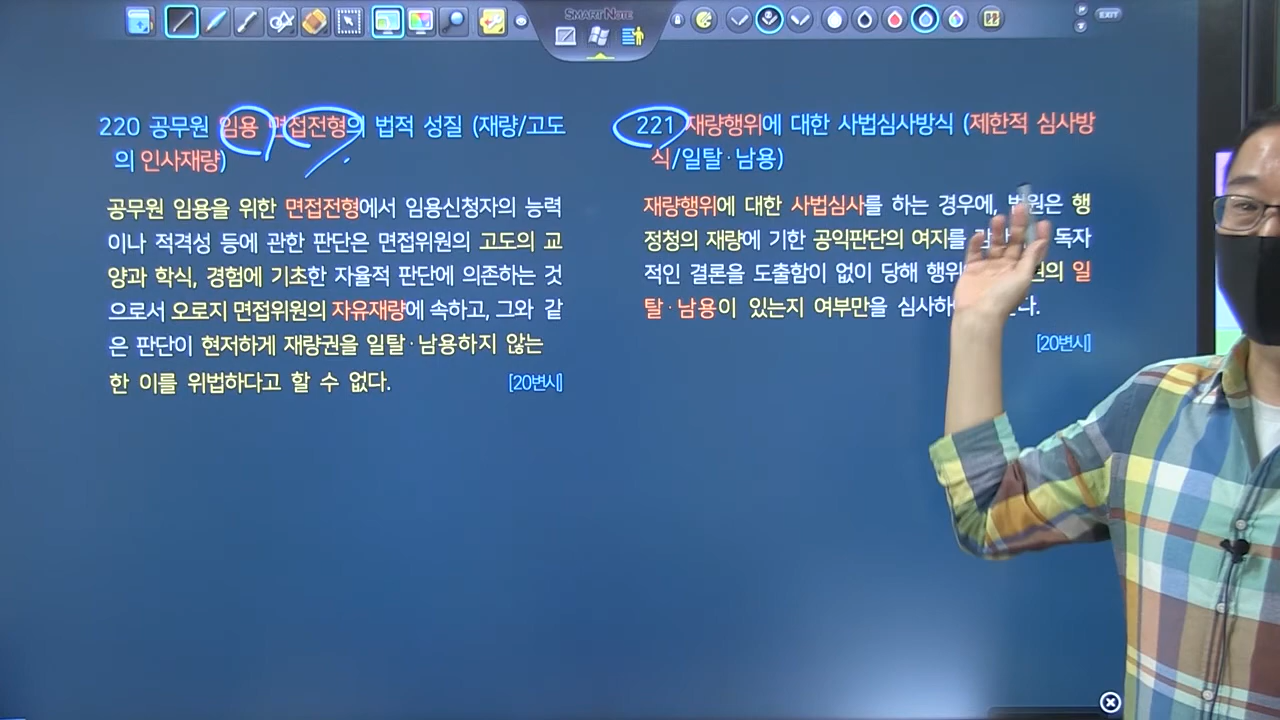 SMARTNOTE
EXIT
220 공무원 임용 면접전형의 법적 성질 (재량/고도
의 인사재량)
공무원 임용을 위한 면접전형에서 임용신청자의 능력
이나 적격성 등에 관한 판단은 면접위원의 고도의 교
양과 학식, 경험에 기초한 자율적 판단에 의존하는 것
으로서 오로지 면접위원의 자유재량에 속하고, 그와 같
은 판단이 현저하게 재량권을 일탈·남용하지 않는
한 이를 위법하다고 할 수 없다.
[20변시]
221 재량행위에 대한 사법심사방식 (제한적 심사방
식/일탈·남용)
재량행위에 대한 사법심사를 하는 경우에, 법원은 행
정청의 재량에 기한 공익판단의 여지를 독자
적인 결론을 도출함이 없이 당해 일
탈·남용이 있는지 여부만을
[20변시]